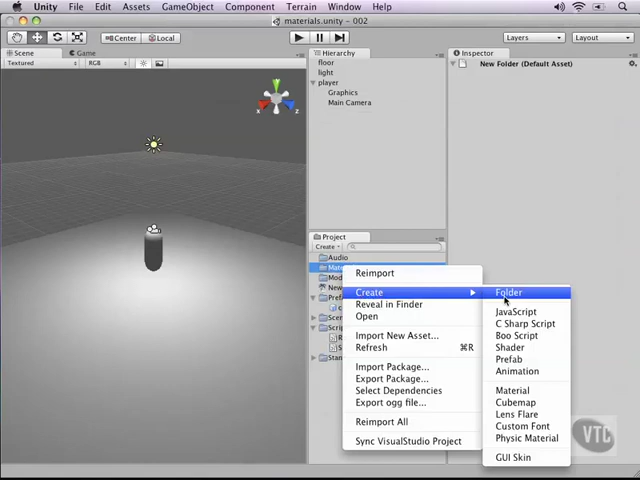 Unity File Edit Assets GameObject Component Terrain Window Help
materials.unity - 002
Center Local Layers Layout
Scene Game
Textured RGB
Hierarchy
floor
light
player
Graphics
Main Camera
Inspector
New Folder (Default Asset)
Project
Create
Audio
Reimport
Create
Reveal in Finder
Open
Import New Asset...
Refresh ⌘R
Import Package...
Export Package...
Select Dependencies
Export ogg file...
Reimport All
Sync VisualStudio Project
Folder
JavaScript
C Sharp Script
Boo Script
Shader
Prefab
Animation
Material
Cubemap
Lens Flare
Custom Font
Physic Material
GUI Skin
VTC